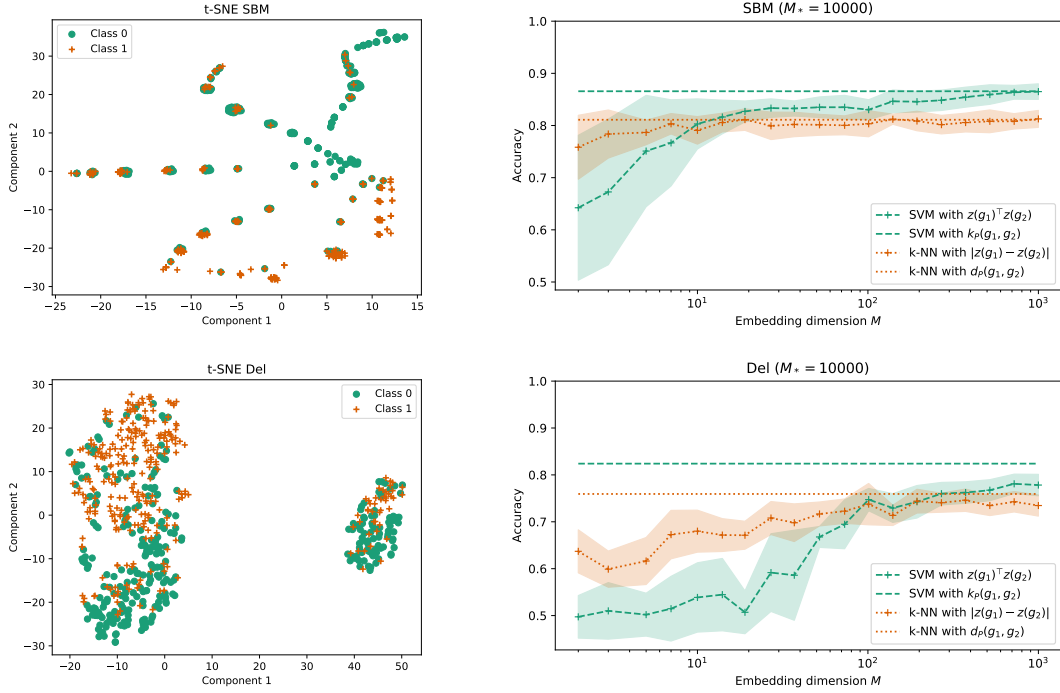 t-SNE SBM
Class 0
Class 1
30
20
10
0
−10
−20
−30
−25
−20
−15
−10
−5
0
5
10
15
Component 1
Component 2
SBM (M* = 10000)
1.0
0.9
0.8
0.7
0.6
0.5
Accuracy
SVM with z(g₁)ᵀz(g₂)
SVM with kₚ(g₁, g₂)
k-NN with |z(g₁) − z(g₂)|
k-NN with dₚ(g₁, g₂)
10¹
10²
10³
Embedding dimension M
t-SNE Del
Class 0
Class 1
30
20
10
0
−10
−20
−30
−20
−10
0
10
20
30
40
50
Component 1
Component 2
Del (M* = 10000)
1.0
0.9
0.8
0.7
0.6
0.5
Accuracy
SVM with z(g₁)ᵀz(g₂)
SVM with kₚ(g₁, g₂)
k-NN with |z(g₁) − z(g₂)|
k-NN with dₚ(g₁, g₂)
10¹
10²
10³
Embedding dimension M